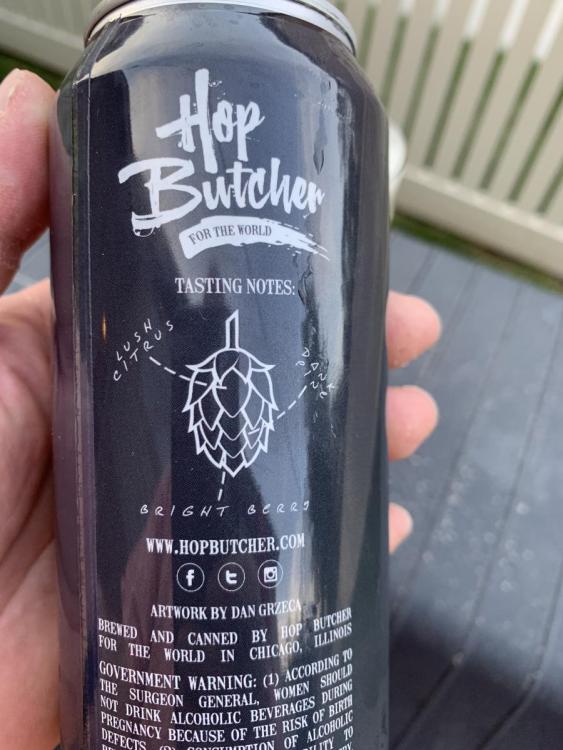 Hop
Butcher
FOR THE WORLD
TASTING NOTES:
LUSH
CITRUS
DANK
PINE
BRIGHT BERRY
WWW.HOPBUTCHER.COM
f
t
ARTWORK BY DAN GRZECA
BREWED AND CANNED BY HOP BUTCHER
FOR THE WORLD IN CHICAGO, ILLINOIS
GOVERNMENT WARNING: (1) ACCORDING TO
THE SURGEON GENERAL, WOMEN SHOULD
NOT DRINK ALCOHOLIC BEVERAGES DURING
PREGNANCY BECAUSE OF THE RISK OF BIRTH
DEFECTS. (2) CONSUMPTION OF ALCOHOLIC